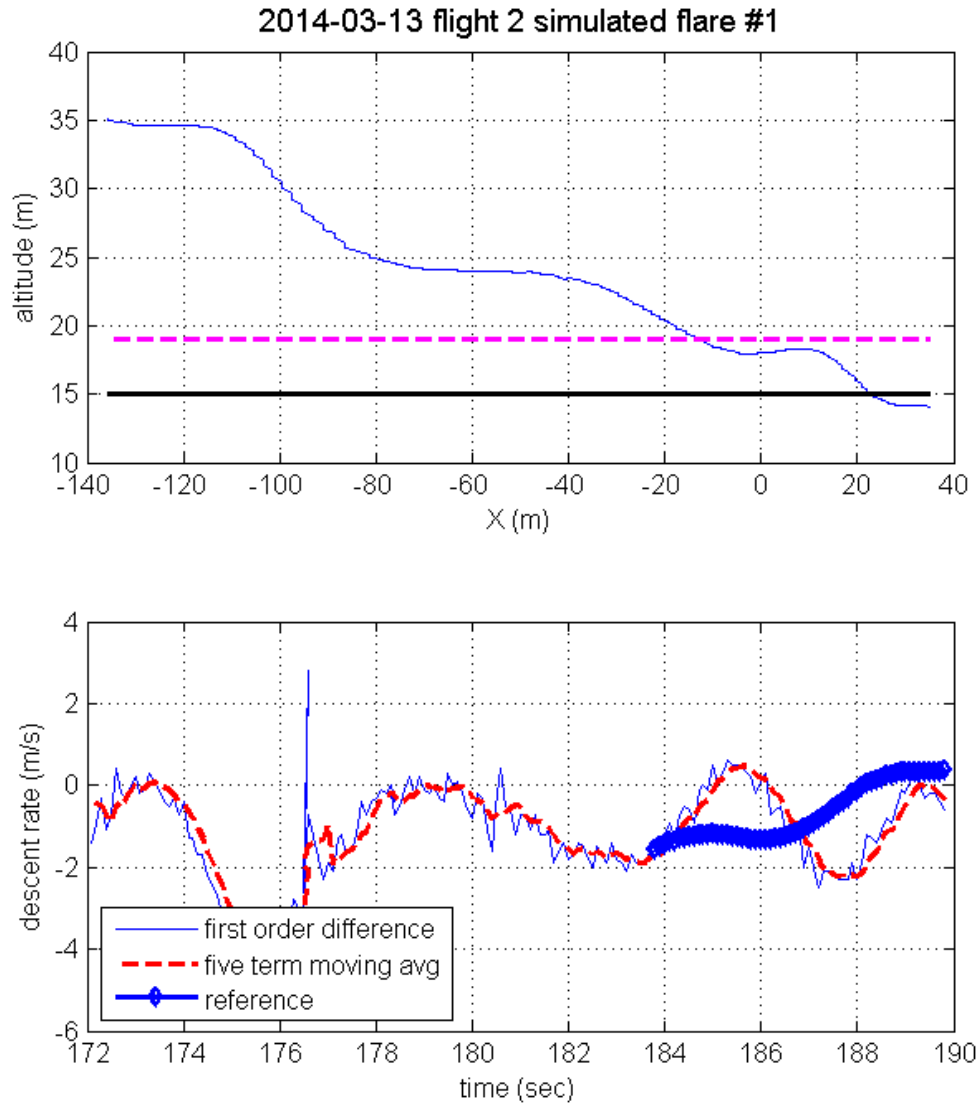 2014-03-13 flight 2 simulated flare #1
40
35
30
25
20
15
10
altitude (m)
-140 -120 -100 -80 -60 -40 -20 0 20 40
X (m)
4
2
0
-2
-4
-6
descent rate (m/s)
first order difference
five term moving avg
reference
172 174 176 178 180 182 184 186 188 190
time (sec)